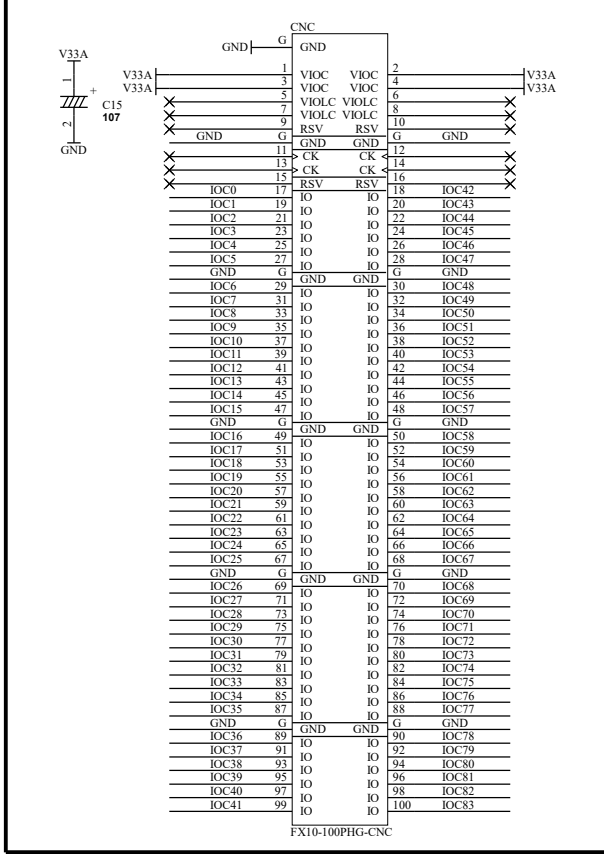 CNC
GND G GND
V33A
1
+
C15
107
2
GND
V33A 1 VIOC VIOC 2 V33A
V33A 3 VIOC VIOC 4 V33A
5 VIOLC VIOLC 6
7 VIOLC VIOLC 8
9 RSV RSV 10
GND G GND GND G GND
11 CK CK 12
13 CK CK 14
15 RSV RSV 16
IOC0 17 IO IO 18 IOC42
IOC1 19 IO IO 20 IOC43
IOC2 21 IO IO 22 IOC44
IOC3 23 IO IO 24 IOC45
IOC4 25 IO IO 26 IOC46
IOC5 27 IO IO 28 IOC47
GND G GND GND G GND
IOC6 29 IO IO 30 IOC48
IOC7 31 IO IO 32 IOC49
IOC8 33 IO IO 34 IOC50
IOC9 35 IO IO 36 IOC51
IOC10 37 IO IO 38 IOC52
IOC11 39 IO IO 40 IOC53
IOC12 41 IO IO 42 IOC54
IOC13 43 IO IO 44 IOC55
IOC14 45 IO IO 46 IOC56
IOC15 47 IO IO 48 IOC57
GND G GND GND G GND
IOC16 49 IO IO 50 IOC58
IOC17 51 IO IO 52 IOC59
IOC18 53 IO IO 54 IOC60
IOC19 55 IO IO 56 IOC61
IOC20 57 IO IO 58 IOC62
IOC21 59 IO IO 60 IOC63
IOC22 61 IO IO 62 IOC64
IOC23 63 IO IO 64 IOC65
IOC24 65 IO IO 66 IOC66
IOC25 67 IO IO 68 IOC67
GND G GND GND G GND
IOC26 69 IO IO 70 IOC68
IOC27 71 IO IO 72 IOC69
IOC28 73 IO IO 74 IOC70
IOC29 75 IO IO 76 IOC71
IOC30 77 IO IO 78 IOC72
IOC31 79 IO IO 80 IOC73
IOC32 81 IO IO 82 IOC74
IOC33 83 IO IO 84 IOC75
IOC34 85 IO IO 86 IOC76
IOC35 87 IO IO 88 IOC77
GND G GND GND G GND
IOC36 89 IO IO 90 IOC78
IOC37 91 IO IO 92 IOC79
IOC38 93 IO IO 94 IOC80
IOC39 95 IO IO 96 IOC81
IOC40 97 IO IO 98 IOC82
IOC41 99 IO IO 100 IOC83
FX10-100PHG-CNC